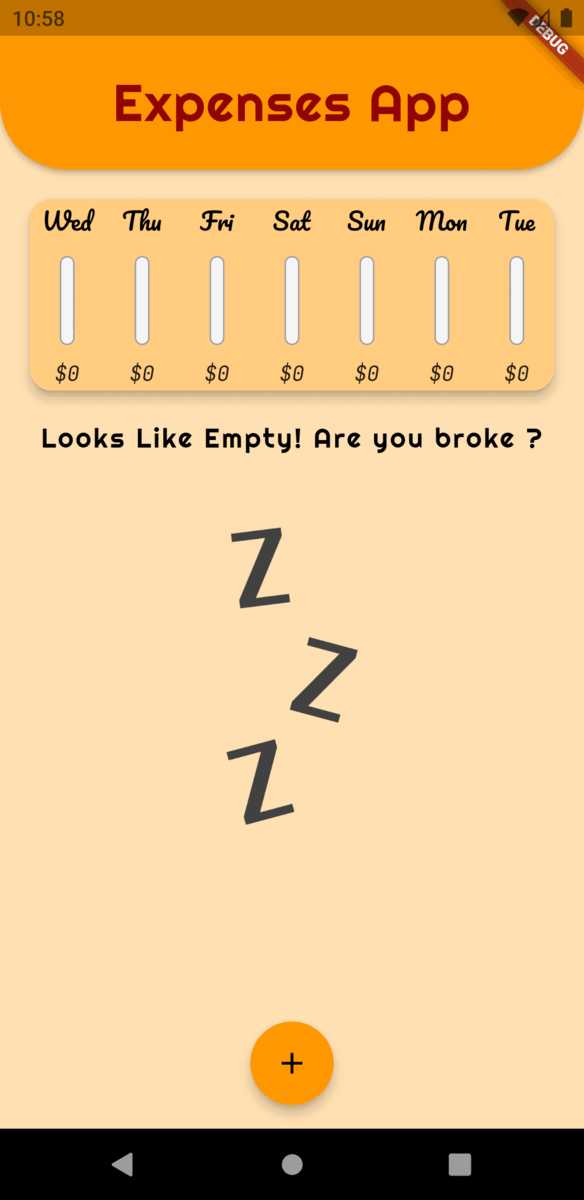 10:58
DEBUG
Expenses App
Wed Thu Fri Sat Sun Mon Tue
$0 $0 $0 $0 $0 $0 $0
Looks Like Empty! Are you broke ?
Z
Z
Z
+